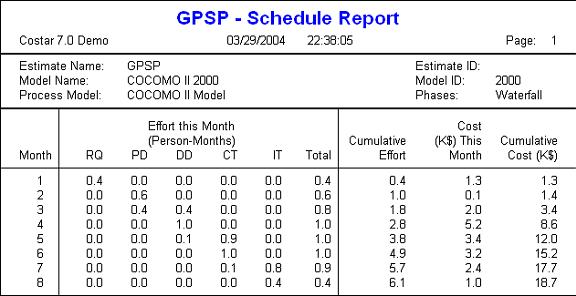 GPSP - Schedule Report
Costar 7.0 Demo 03/29/2004 22:38:05 Page: 1
Estimate Name: GPSP Estimate ID:
Model Name: COCOMO II 2000 Model ID: 2000
Process Model: COCOMO II Model Phases: Waterfall
Effort this Month Cost
(Person-Months) Cumulative (K$) This Cumulative
Month RQ PD DD CT IT Total Effort Month Cost (K$)
1 0.4 0.0 0.0 0.0 0.0 0.4 0.4 1.3 1.3
2 0.0 0.6 0.0 0.0 0.0 0.6 1.0 0.1 1.4
3 0.0 0.4 0.4 0.0 0.0 0.8 1.8 2.0 3.4
4 0.0 0.0 1.0 0.0 0.0 1.0 2.8 5.2 8.6
5 0.0 0.0 0.1 0.9 0.0 1.0 3.8 3.4 12.0
6 0.0 0.0 0.0 1.0 0.0 1.0 4.9 3.2 15.2
7 0.0 0.0 0.0 0.1 0.8 0.9 5.7 2.4 17.7
8 0.0 0.0 0.0 0.0 0.4 0.4 6.1 1.0 18.7